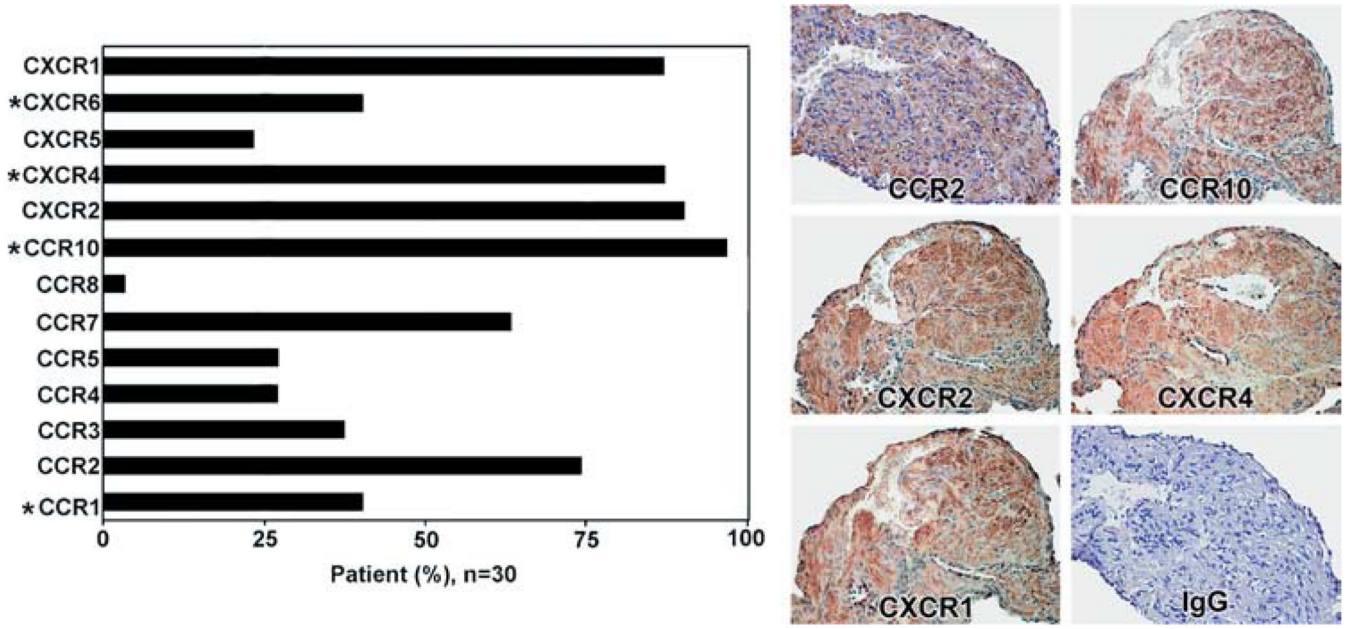 CXCR1
*CXCR6
CXCR5
*CXCR4
CXCR2
*CCR10
CCR8
CCR7
CCR5
CCR4
CCR3
CCR2
*CCR1
0 25 50 75 100
Patient (%), n=30
CCR2
CCR10
CXCR2
CXCR4
CXCR1
IgG